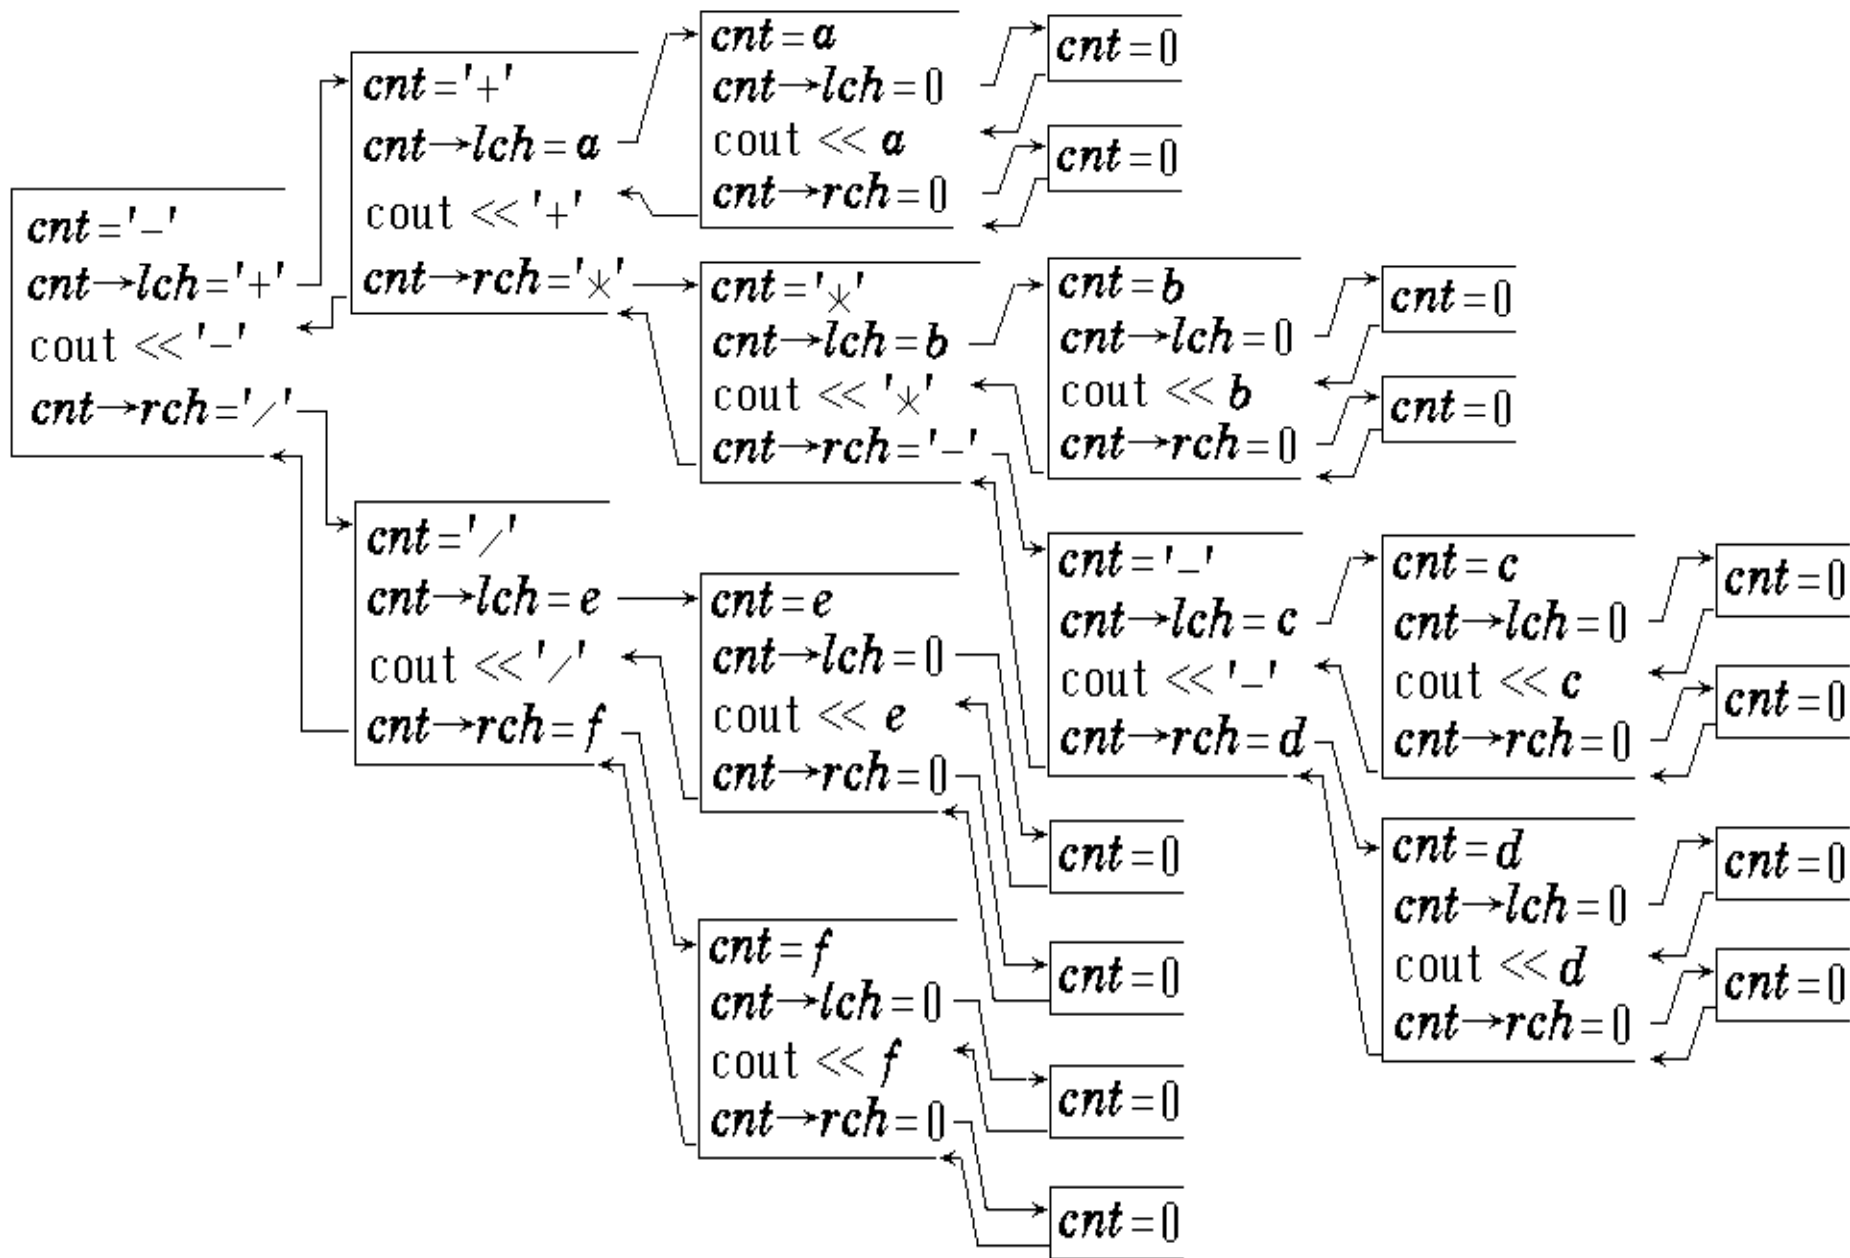 cnt='-'
cnt→lch='+'
cout << '-'
cnt→rch='/'
cnt='+'
cnt→lch=a
cout << '+'
cnt→rch='*'
cnt=a
cnt→lch=0
cout << a
cnt→rch=0
cnt=0
cnt=0
cnt='*'
cnt→lch=b
cout << '*'
cnt→rch='-'
cnt=b
cnt→lch=0
cout << b
cnt→rch=0
cnt=0
cnt=0
cnt='-'
cnt→lch=c
cout << '-'
cnt→rch=d
cnt=c
cnt→lch=0
cout << c
cnt→rch=0
cnt=0
cnt=0
cnt=d
cnt→lch=0
cout << d
cnt→rch=0
cnt=0
cnt=0
cnt='/'
cnt→lch=e
cout << '/'
cnt→rch=f
cnt=e
cnt→lch=0
cout << e
cnt→rch=0
cnt=0
cnt=0
cnt=f
cnt→lch=0
cout << f
cnt→rch=0
cnt=0
cnt=0